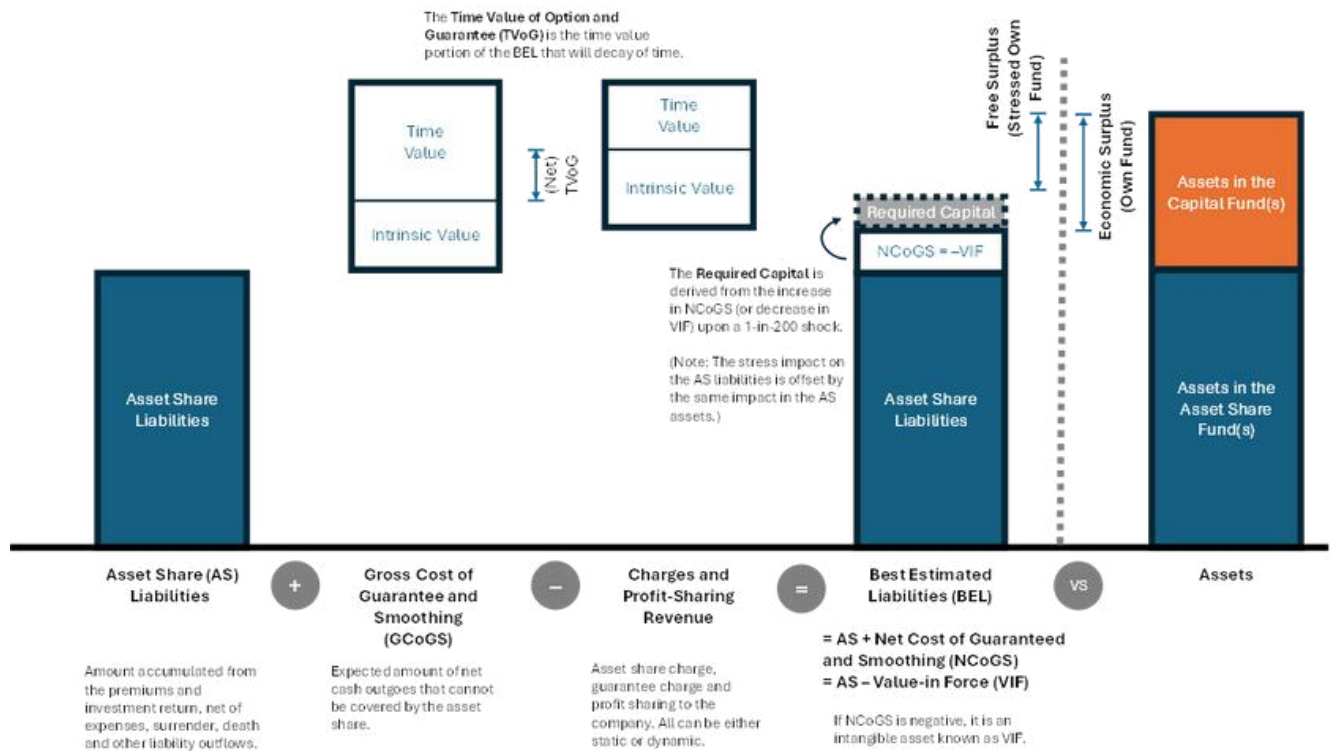 The Time Value of Option and
Guarantee (TVoG) is the time value
portion of the BEL that will decay of time.
Time
Value
Intrinsic Value
(Net)
TVoG
Time
Value
Intrinsic Value
Free Surplus
(Stressed Own
Fund)
Economic Surplus
(Own Fund)
Required Capital
NCoGS = –VIF
The Required Capital is
derived from the increase
in NCoGS (or decrease in
VIF) upon a 1-in-200 shock.
(Note: The stress impact on
the AS liabilities is offset by
the same impact in the AS
assets.)
Asset Share
Liabilities
Asset Share
Liabilities
Assets in the
Capital Fund(s)
Assets in the
Asset Share
Fund(s)
Asset Share (AS)
Liabilities
+
Gross Cost of
Guarantee and
Smoothing
(GCoGS)
–
Charges and
Profit-Sharing
Revenue
=
Best Estimated
Liabilities (BEL)
VS
Assets
= AS + Net Cost of Guaranteed
and Smoothing (NCoGS)
= AS – Value-in Force (VIF)
Amount accumulated from
the premiums and
investment return, net of
expenses, surrender, death
and other liability outflows.
Expected amount of net
cash outgoes that cannot
be covered by the asset
share.
Asset share charge,
guarantee charge and
profit sharing to the
company. All can be either
static or dynamic.
If NCoGS is negative, it is an
intangible asset known as VIF.